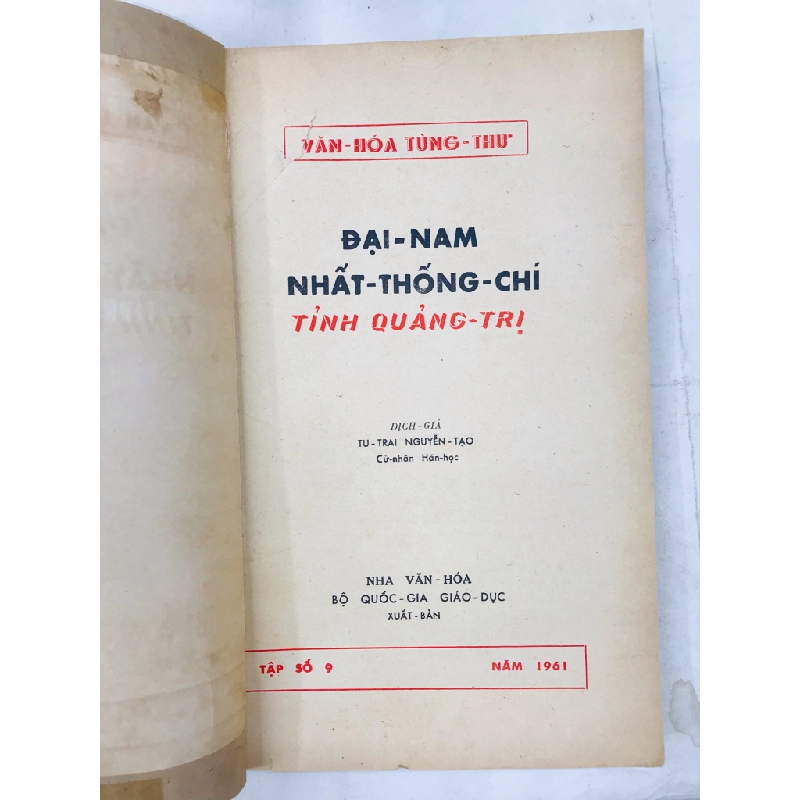 VĂN-HÓA TÙNG-THƯ
ĐẠI-NAM
NHẤT-THỐNG-CHÍ
TỈNH QUẢNG-TRỊ
DỊCH-GIẢ
TU-TRAI NGUYỄN-TẠO
Cử-nhân Hán-học
NHA VĂN-HÓA
BỘ QUỐC-GIA GIÁO-DỤC
XUẤT-BẢN
TẬP SỐ 9 NĂM 1961